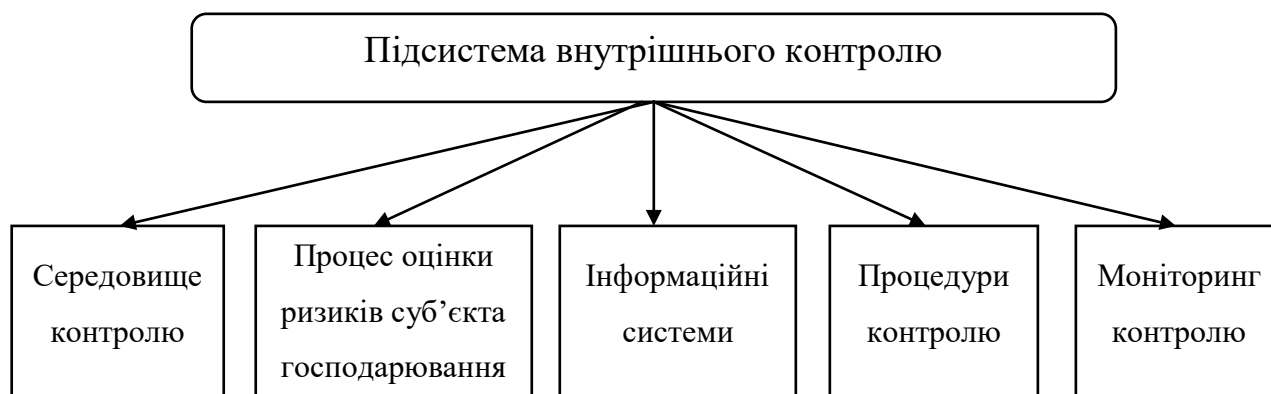 Підсистема внутрішнього контролю
Середовище
контролю
Процес оцінки
ризиків суб’єкта
господарювання
Інформаційні
системи
Процедури
контролю
Моніторинг
контролю